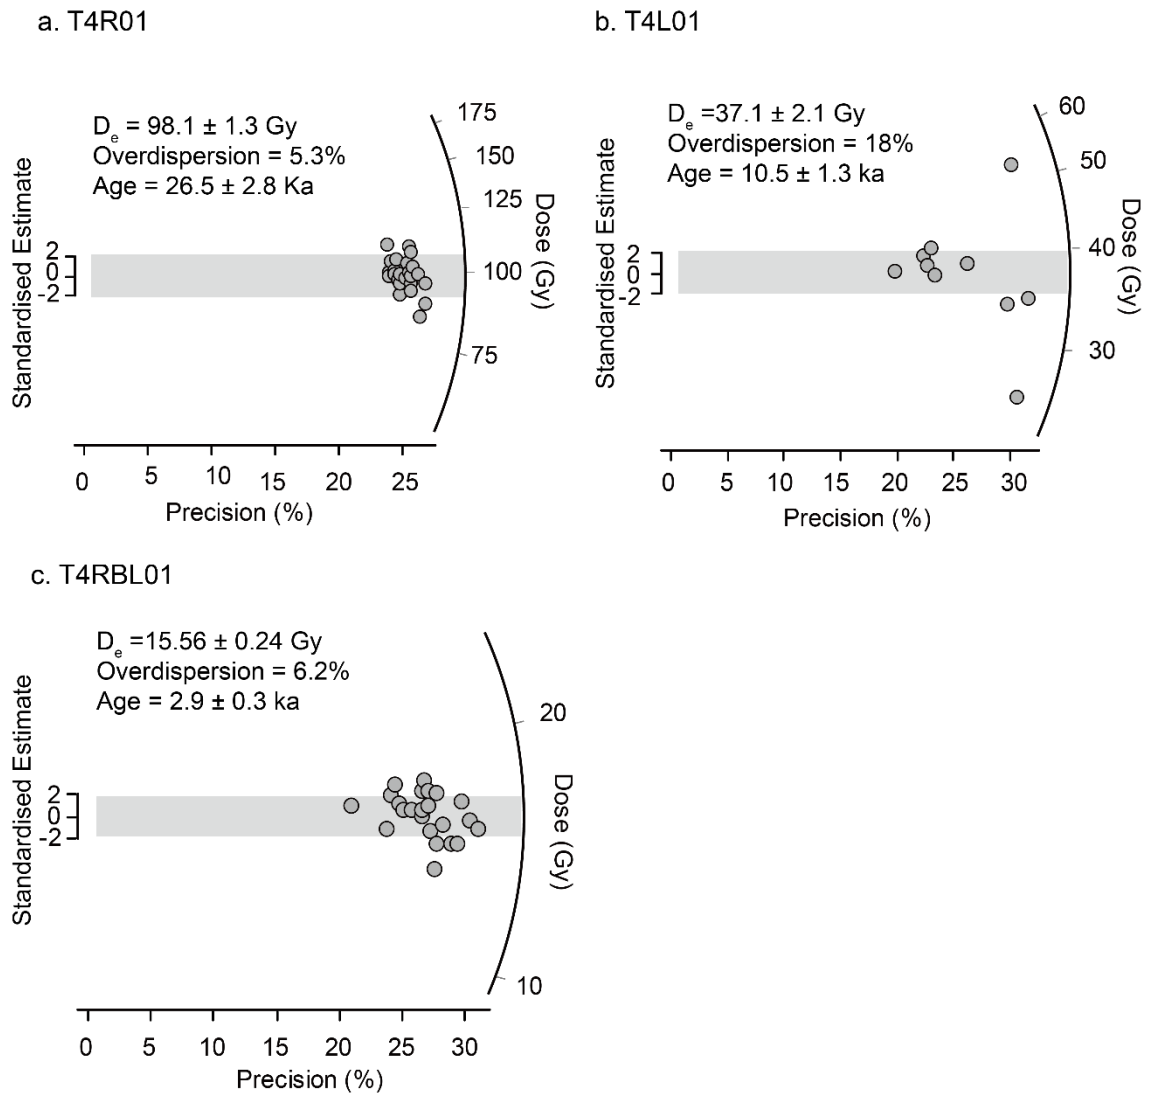 a. T4R01
De = 98.1 ± 1.3 Gy
Overdispersion = 5.3%
Age = 26.5 ± 2.8 Ka
Standardised Estimate
2
0
-2
175
150
125
100
75
Dose (Gy)
0 5 10 15 20 25
Precision (%)
b. T4L01
De =37.1 ± 2.1 Gy
Overdispersion = 18%
Age = 10.5 ± 1.3 ka
Standardised Estimate
2
0
-2
60
50
40
30
Dose (Gy)
0 5 10 15 20 25 30
Precision (%)
c. T4RBL01
De =15.56 ± 0.24 Gy
Overdispersion = 6.2%
Age = 2.9 ± 0.3 ka
Standardised Estimate
2
0
-2
20
10
Dose (Gy)
0 5 10 15 20 25 30
Precision (%)